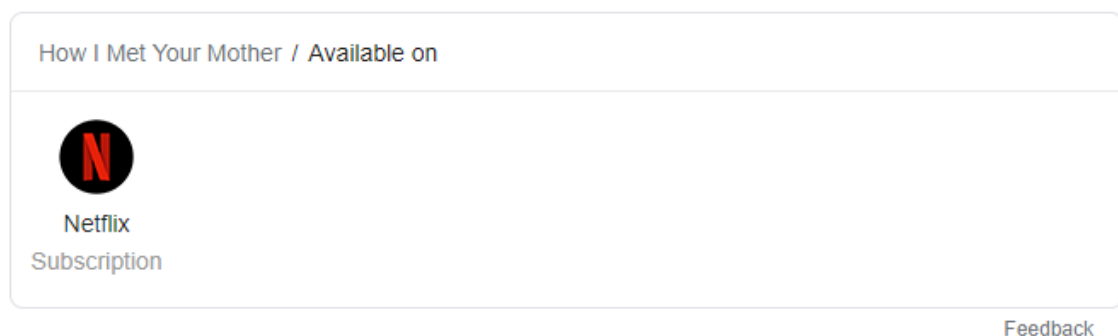 How I Met Your Mother / Available on
N
Netflix
Subscription
Feedback